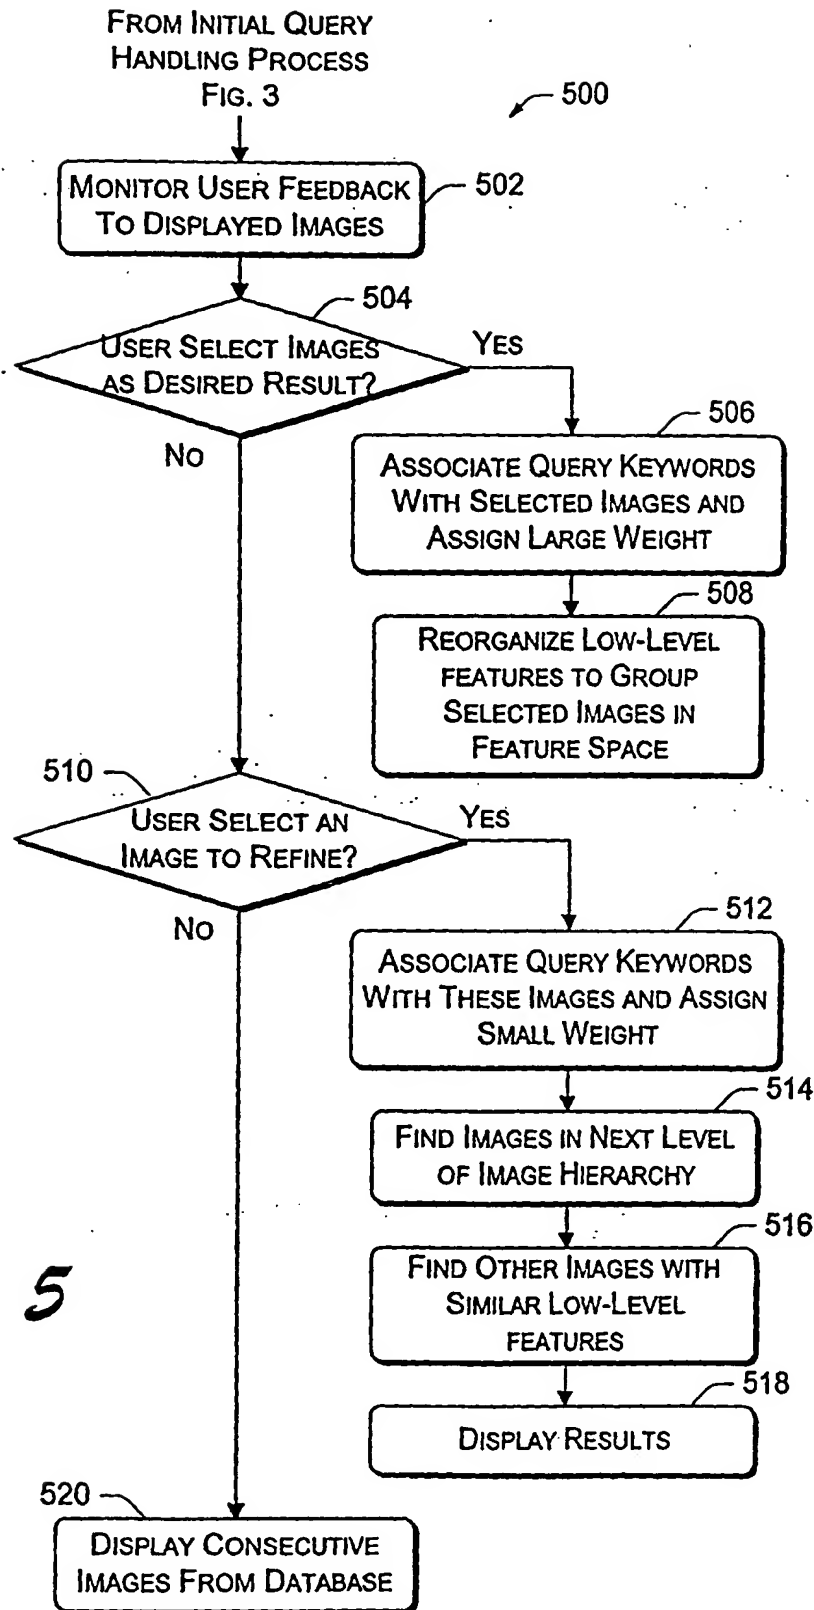 FROM INITIAL QUERY
HANDLING PROCESS
FIG. 3
500
MONITOR USER FEEDBACK
TO DISPLAYED IMAGES
502
504
USER SELECT IMAGES
AS DESIRED RESULT?
YES
NO
506
ASSOCIATE QUERY KEYWORDS
WITH SELECTED IMAGES AND
ASSIGN LARGE WEIGHT
508
REORGANIZE LOW-LEVEL
FEATURES TO GROUP
SELECTED IMAGES IN
FEATURE SPACE
510
USER SELECT AN
IMAGE TO REFINE?
YES
NO
512
ASSOCIATE QUERY KEYWORDS
WITH THESE IMAGES AND ASSIGN
SMALL WEIGHT
514
FIND IMAGES IN NEXT LEVEL
OF IMAGE HIERARCHY
516
FIND OTHER IMAGES WITH
SIMILAR LOW-LEVEL
FEATURES
5
518
DISPLAY RESULTS
520
DISPLAY CONSECUTIVE
IMAGES FROM DATABASE